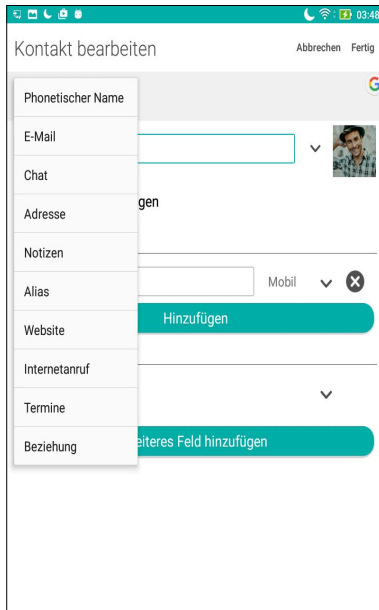 03:48
Kontakt bearbeiten
Abbrechen Fertig
Phonetischer Name
E-Mail
Chat
Adresse
gen
Notizen
Alias
Mobil
Website
Hinzufügen
Internetanruf
Termine
Beziehung
eiteres Feld hinzufügen